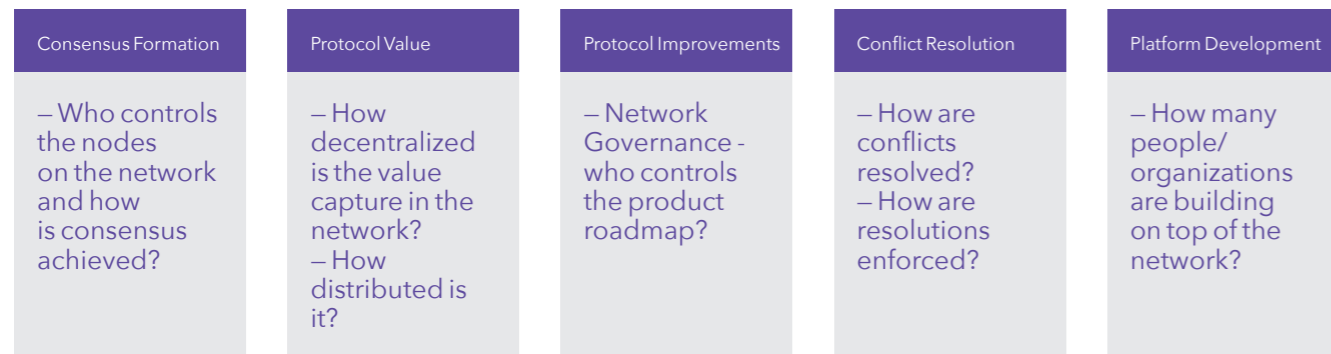 Consensus Formation
– Who controls
the nodes
on the network
and how
is consensus
achieved?
Protocol Value
– How
decentralized
is the value
capture in the
network?
– How
distributed is
it?
Protocol Improvements
– Network
Governance -
who controls
the product
roadmap?
Conflict Resolution
– How are
conflicts
resolved?
– How are
resolutions
enforced?
Platform Development
– How many
people/
organizations
are building
on top of the
network?